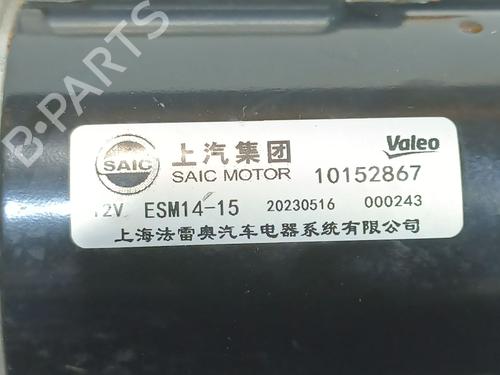 B-PARTS
SAIC 上汽集团 Valeo
SAIC MOTOR 10152867
12V ESM14-15 20230516 000243
上海法雷奥汽车电器系统有限公司